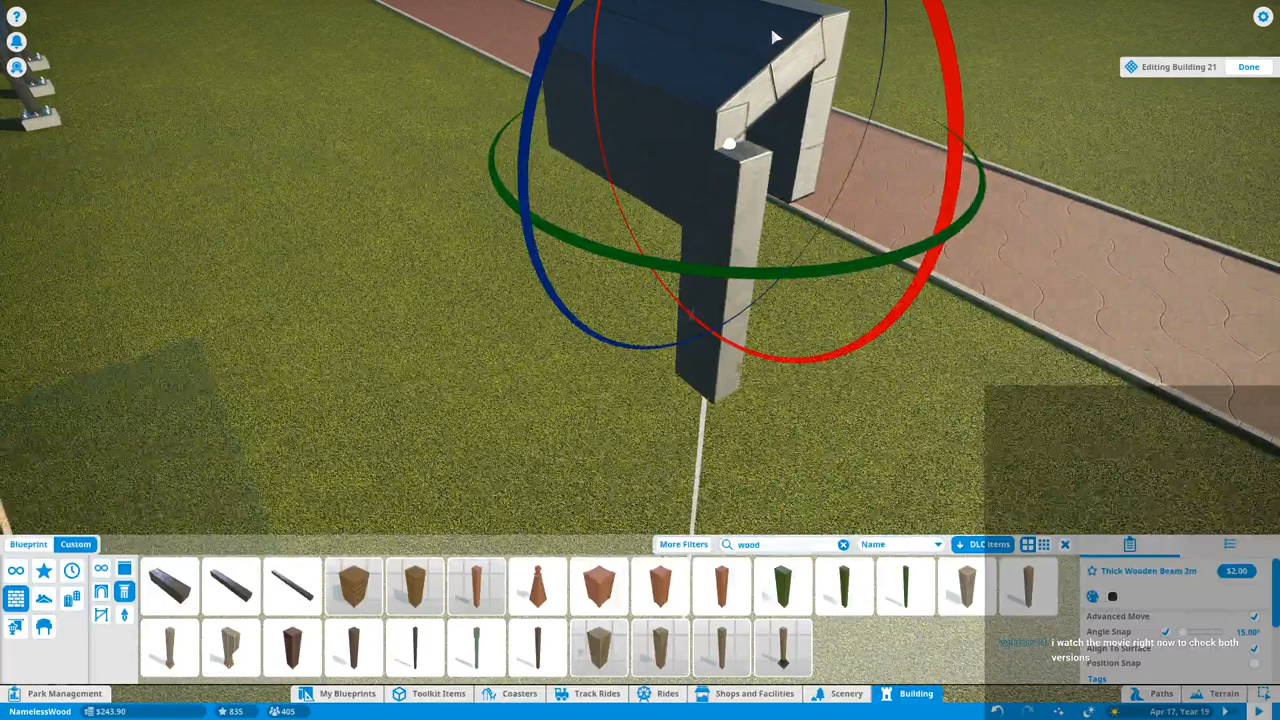 ?
Editing Building 21 Done
Blueprint Custom More Filters wood Name DLC Items
Thick Wooden Beam 2m $2.00
Advanced Move
Angle Snap 15.00°
i watch the movie right now to check both
versions
Align To Surface
Position Snap
Tags
Park Management My Blueprints Toolkit Items Coasters Track Rides Rides Shops and Facilities Scenery Building Paths Terrain
NamelessWood $243.90 835 405 Apr 17, Year 19